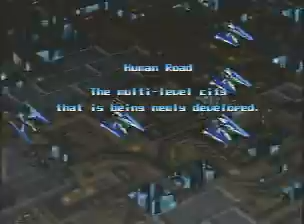 Human Road
The multi-level city
that is being newly developed.